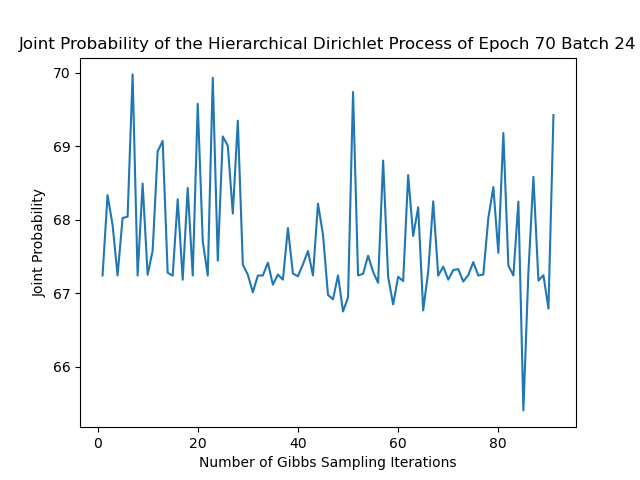 Joint Probability of the Hierarchical Dirichlet Process of Epoch 70 Batch 24
70
69
68
67
66
Joint Probability
0 20 40 60 80
Number of Gibbs Sampling Iterations